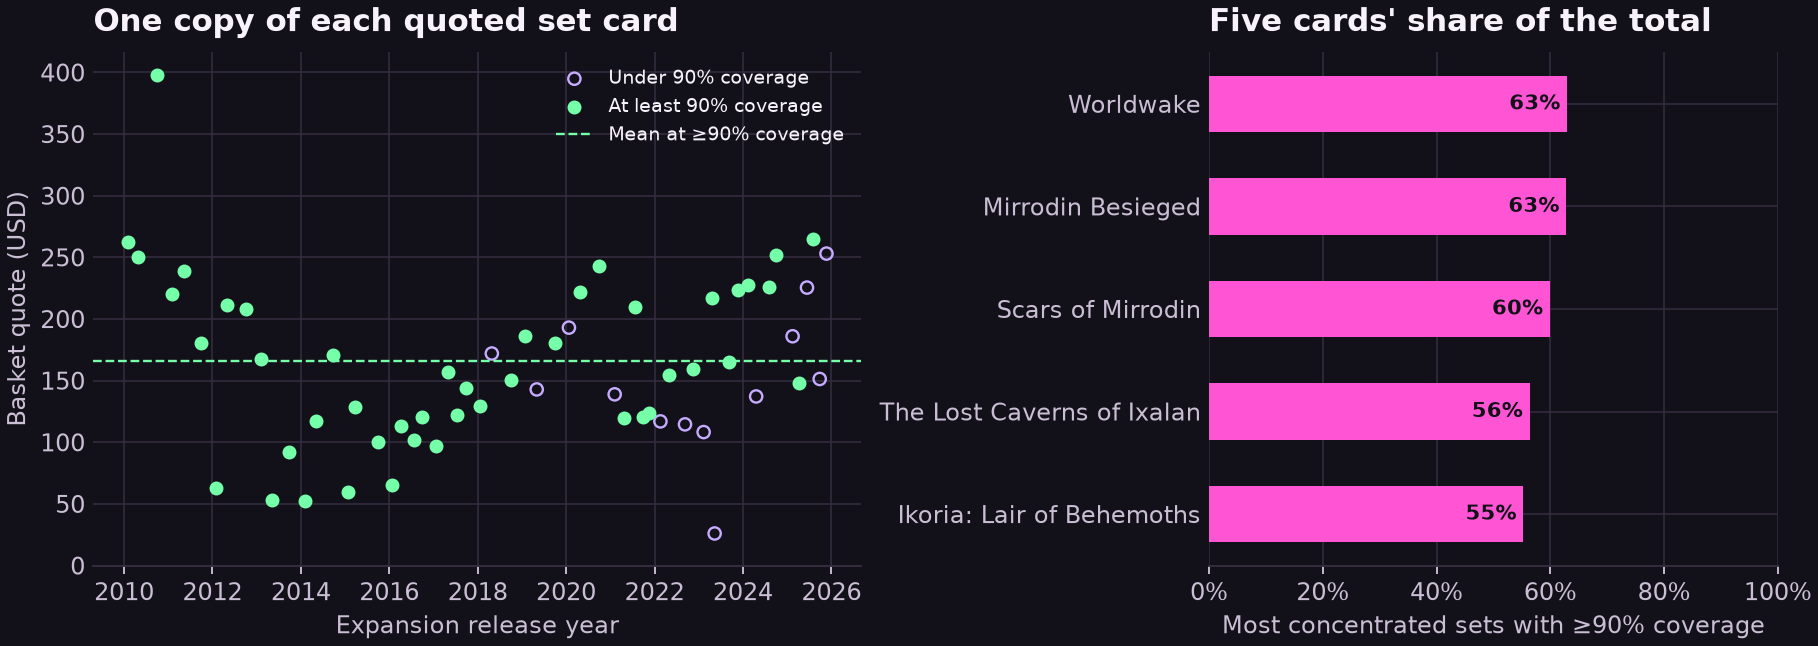 One copy of each quoted set card
Basket quote (USD)
400
350
300
250
200
150
100
50
0
Under 90% coverage
At least 90% coverage
Mean at ≥90% coverage
2010 2012 2014 2016 2018 2020 2022 2024 2026
Expansion release year
Five cards' share of the total
Worldwake 63%
Mirrodin Besieged 63%
Scars of Mirrodin 60%
The Lost Caverns of Ixalan 56%
Ikoria: Lair of Behemoths 55%
0% 20% 40% 60% 80% 100%
Most concentrated sets with ≥90% coverage